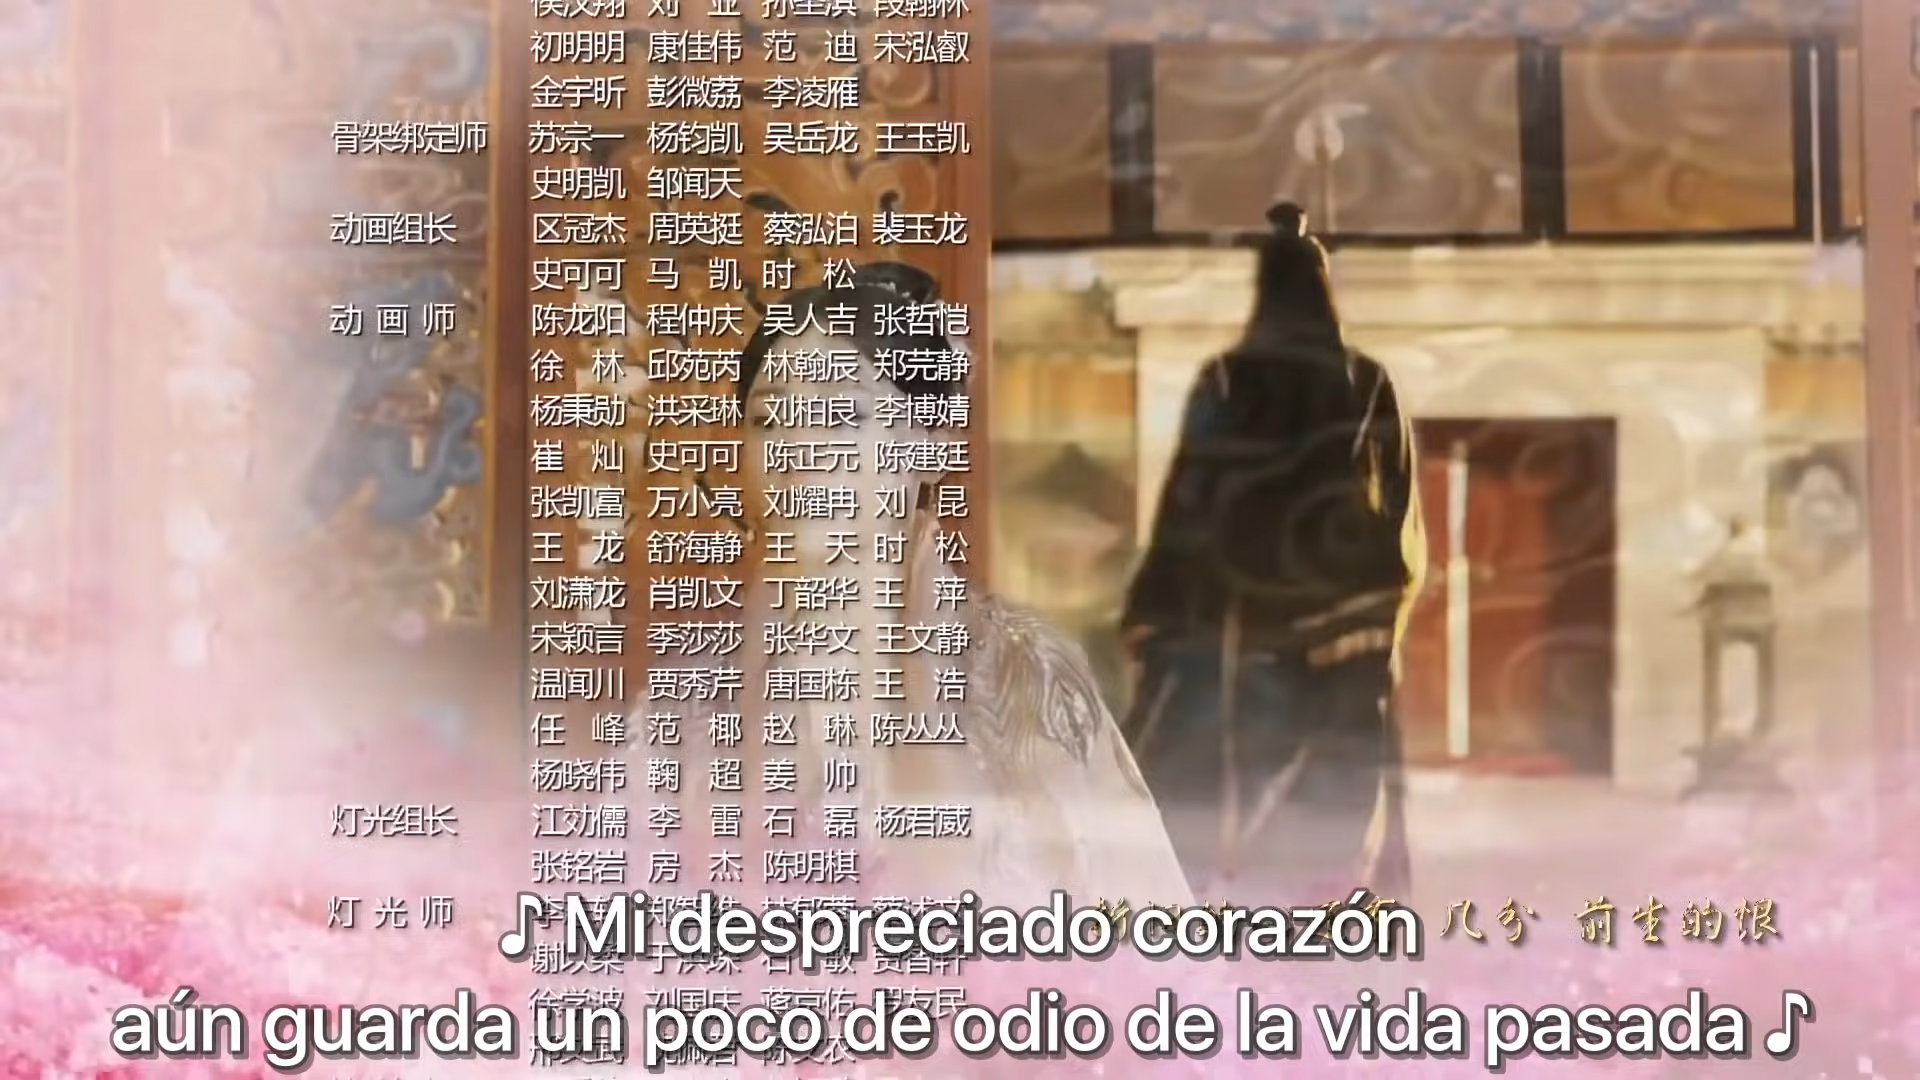 初明明 康佳伟 范 迪 宋泓叡
金宇昕 彭微荔 李凌雁
骨架绑定师 苏宗一 杨钧凯 吴岳龙 王玉凯
史明凯 邹闻天
动画组长 区冠杰 周英挺 蔡泓泊 裴玉龙
史可可 马 凯 时 松
动画师 陈龙阳 程仲庆 吴人吉 张哲恺
徐 林 邱苑芮 林翰辰 郑芫静
杨秉勋 洪采琳 刘柏良 李博婧
崔 灿 史可可 陈正元 陈建廷
张凯富 万小亮 刘耀冉 刘 昆
王 龙 舒海静 王 天 时 松
刘潇龙 肖凯文 丁韶华 王 萍
宋颖言 季莎莎 张华文 王文静
温闻川 贾秀芹 唐国栋 王 浩
任 峰 范 椰 赵 琳 陈丛丛
杨晓伟 鞠 超 姜 帅
灯光组长 江効儒 李 雷 石 磊 杨君葳
张铭岩 房 杰 陈明棋
灯光师
几分 前生的恨
♪ Mi despreciado corazón
aún guarda un poco de odio de la vida pasada ♪